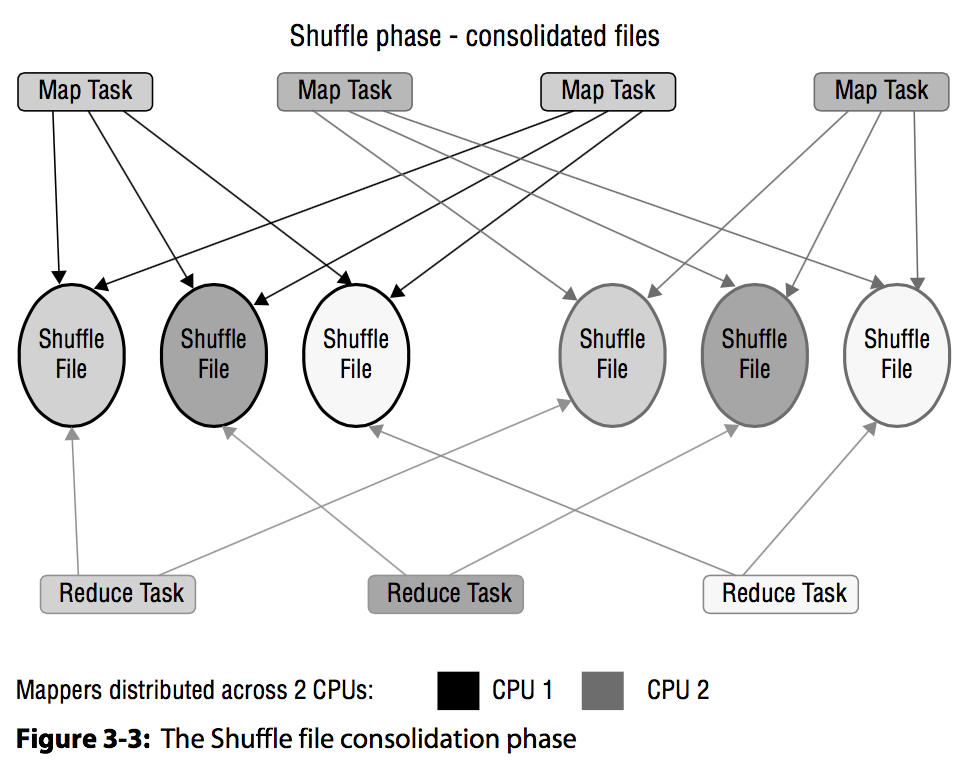 Shuffle phase - consolidated files
Map Task
Map Task
Map Task
Map Task
Shuffle
File
Shuffle
File
Shuffle
File
Shuffle
File
Shuffle
File
Shuffle
File
Reduce Task
Reduce Task
Reduce Task
Mappers distributed across 2 CPUs:
CPU 1
CPU 2
Figure 3-3: The Shuffle file consolidation phase